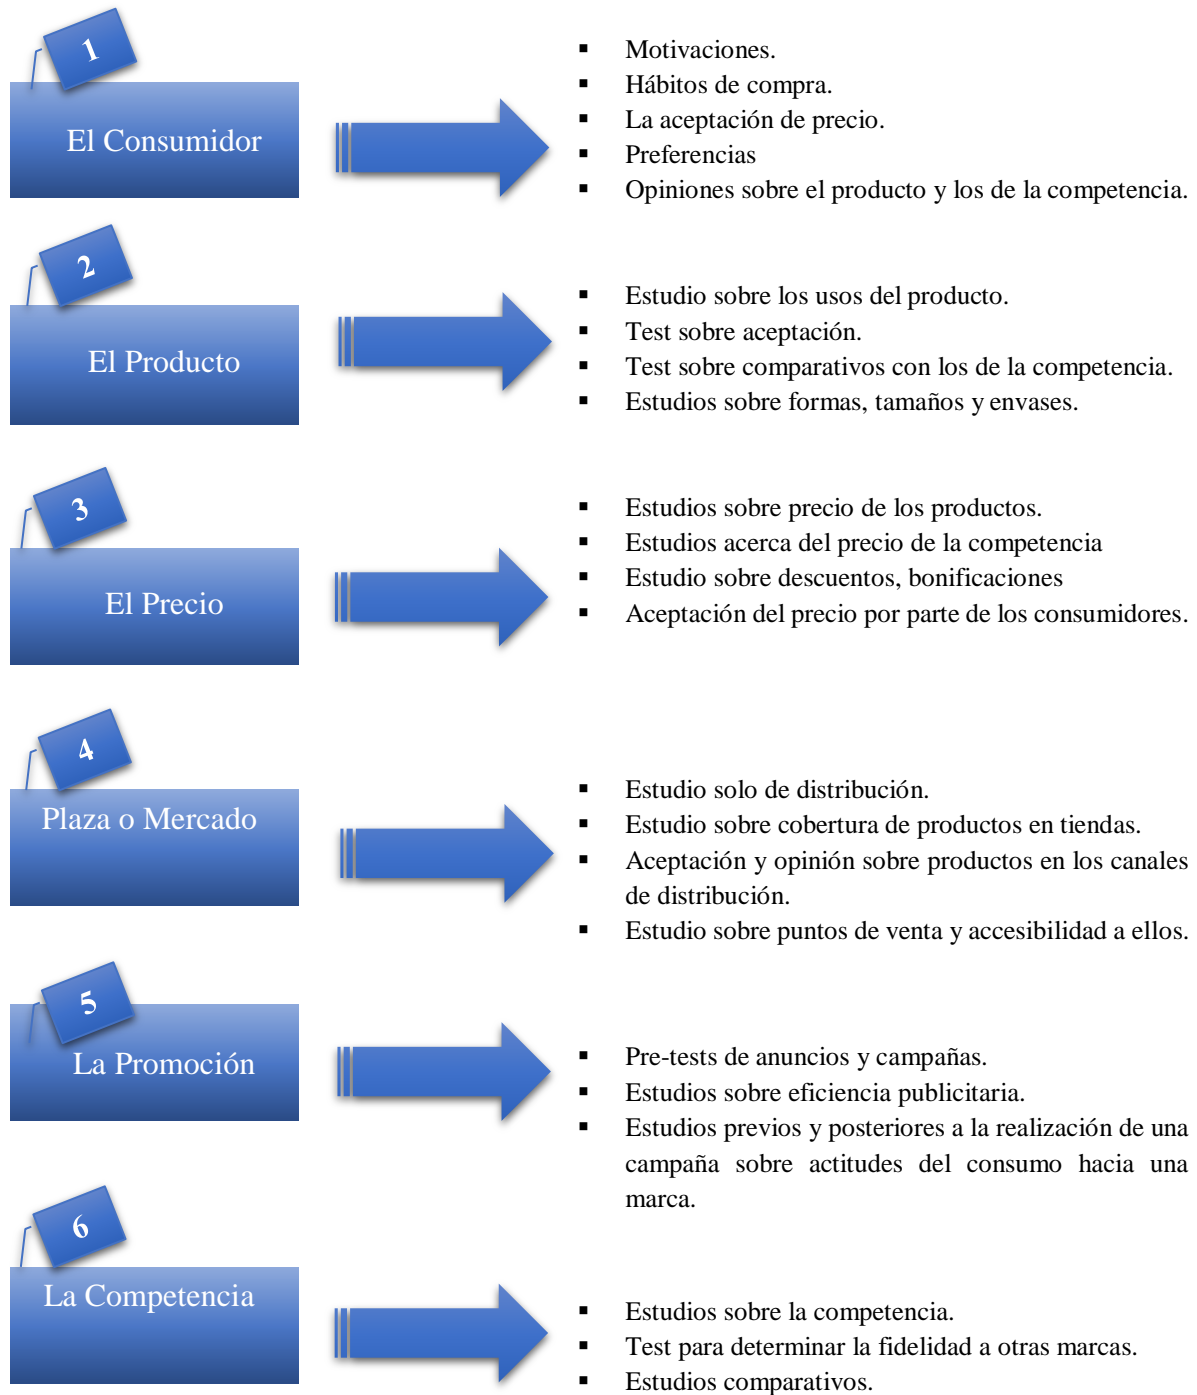 1
El Consumidor
▪ Motivaciones.
▪ Hábitos de compra.
▪ La aceptación de precio.
▪ Preferencias
▪ Opiniones sobre el producto y los de la competencia.
2
El Producto
▪ Estudio sobre los usos del producto.
▪ Test sobre aceptación.
▪ Test sobre comparativos con los de la competencia.
▪ Estudios sobre formas, tamaños y envases.
3
El Precio
▪ Estudios sobre precio de los productos.
▪ Estudios acerca del precio de la competencia
▪ Estudio sobre descuentos, bonificaciones
▪ Aceptación del precio por parte de los consumidores.
4
Plaza o Mercado
▪ Estudio solo de distribución.
▪ Estudio sobre cobertura de productos en tiendas.
▪ Aceptación y opinión sobre productos en los canales
de distribución.
▪ Estudio sobre puntos de venta y accesibilidad a ellos.
5
La Promoción
▪ Pre-tests de anuncios y campañas.
▪ Estudios sobre eficiencia publicitaria.
▪ Estudios previos y posteriores a la realización de una
campaña sobre actitudes del consumo hacia una
marca.
6
La Competencia
▪ Estudios sobre la competencia.
▪ Test para determinar la fidelidad a otras marcas.
▪ Estudios comparativos.